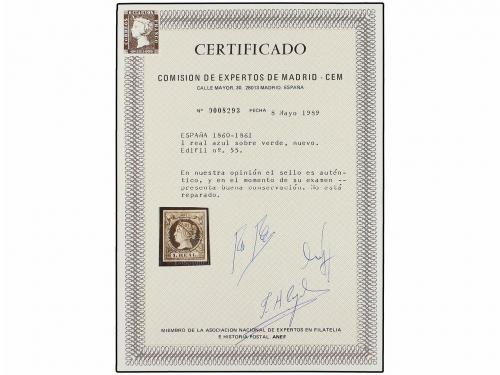 CERTIFICADO
COMISION DE EXPERTOS DE MADRID - CEM
CALLE MAYOR, 30. 28013 MADRID. ESPAÑA
Nº 0008293 FECHA 8 Mayo 1989
ESPAÑA 1860-1861
1 real azul sobre verde, nuevo.
Edifil nº. 55.
En nuestra opinión el sello es autén-
tico, y en el momento de su examen --
presenta buena conservación. No está
reparado.
1 REAL
MIEMBRO DE LA ASOCIACION NACIONAL DE EXPERTOS EN FILATELIA
E HISTORIA POSTAL. ANEF